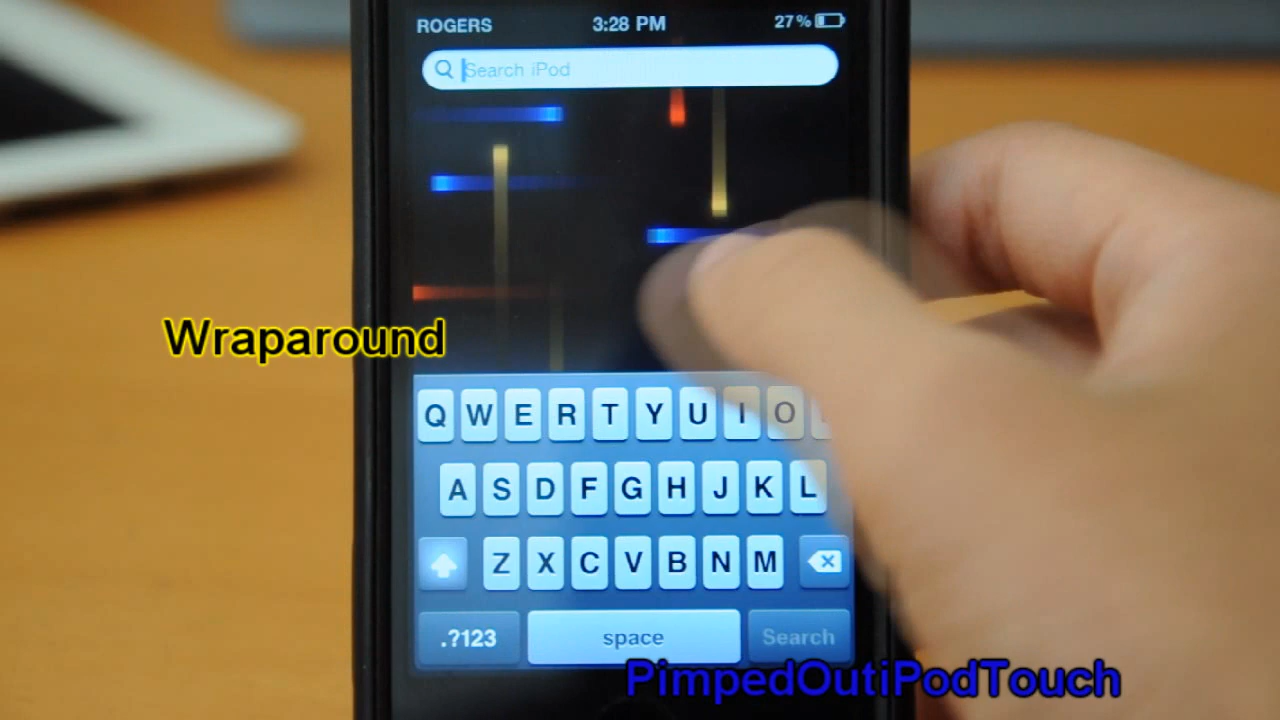 ROGERS 3:28 PM 27%
Search iPod
Wraparound
Q W E R T Y U I O
A S D F G H J K L
Z X C V B N M
.?123 space Search
PimpedOutiPodTouch